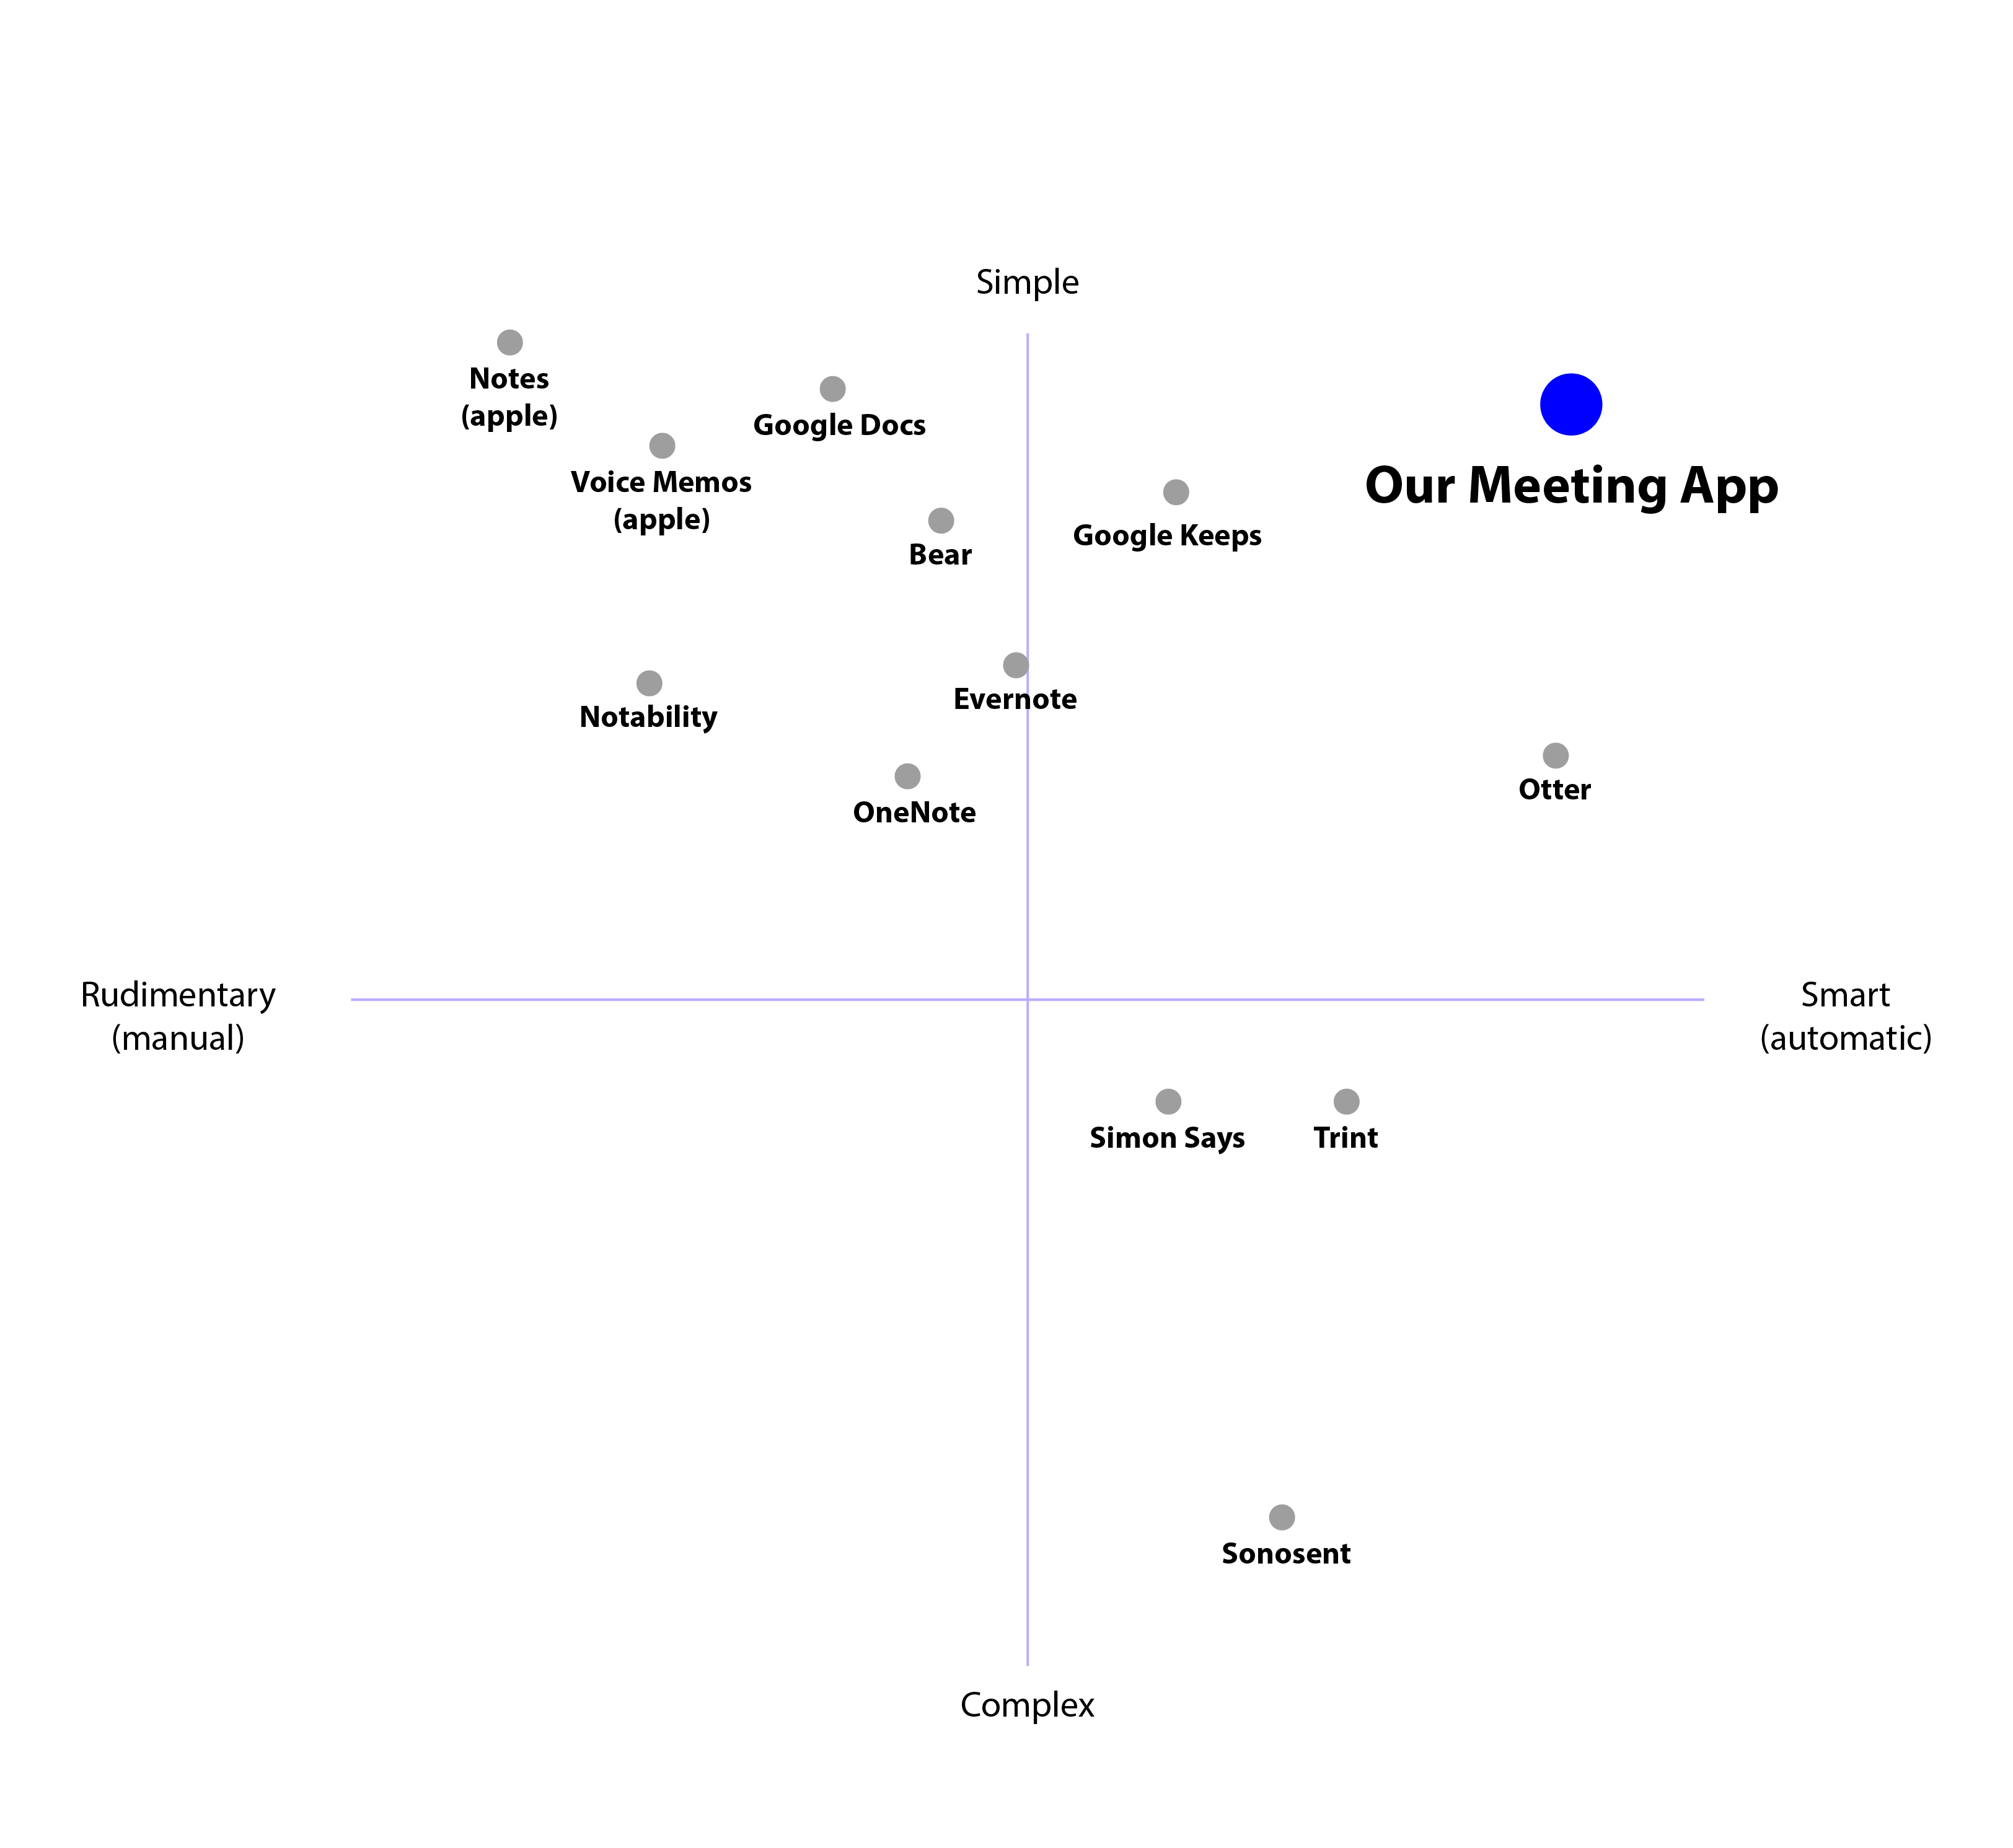 Simple
Notes
(apple)
Google Docs
Voice Memos
(apple)
Our Meeting App
Google Keeps
Bear
Evernote
Notability
Otter
OneNote
Rudimentary
(manual)
Smart
(automatic)
Simon Says
Trint
Sonosent
Complex